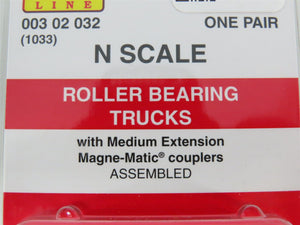 LINE
003 02 032
ONE PAIR
(1033)
N SCALE
ROLLER BEARING
TRUCKS
with Medium Extension
Magne-Matic® couplers
ASSEMBLED